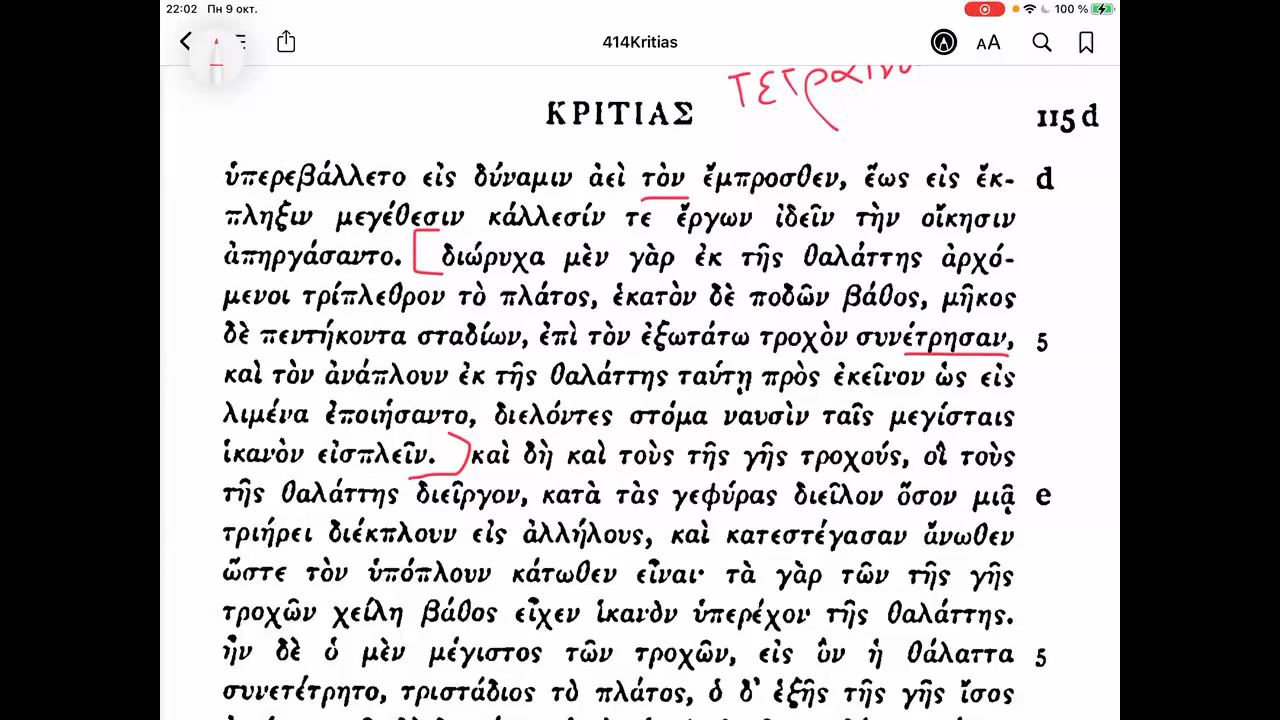 22:02 Пн 9 окт. 100 %
414Kritias AA
τετραιν
ΚΡΙΤΙΑΣ 115 d
ὑπερεβάλλετο εἰς δύναμιν ἀεὶ τὸν ἔμπροσθεν, ἕως εἰς ἔκ- d
πληξιν μεγέθεσιν κάλλεσίν τε ἔργων ἰδεῖν τὴν οἴκησιν
ἀπηργάσαντο. διώρυχα μὲν γὰρ ἐκ τῆς θαλάττης ἀρχό-
μενοι τρίπλεθρον τὸ πλάτος, ἑκατὸν δὲ ποδῶν βάθος, μῆκος
δὲ πεντήκοντα σταδίων, ἐπὶ τὸν ἐξωτάτω τροχὸν συνέτρησαν, 5
καὶ τὸν ἀνάπλουν ἐκ τῆς θαλάττης ταύτῃ πρὸς ἐκεῖνον ὡς εἰς
λιμένα ἐποιήσαντο, διελόντες στόμα ναυσὶν ταῖς μεγίσταις
ἱκανὸν εἰσπλεῖν. καὶ δὴ καὶ τοὺς τῆς γῆς τροχούς, οἳ τοὺς
τῆς θαλάττης διεῖργον, κατὰ τὰς γεφύρας διεῖλον ὅσον μιᾷ e
τριήρει διέκπλουν εἰς ἀλλήλους, καὶ κατεστέγασαν ἄνωθεν
ὥστε τὸν ὑπόπλουν κάτωθεν εἶναι· τὰ γὰρ τῶν τῆς γῆς
τροχῶν χείλη βάθος εἶχεν ἱκανὸν ὑπερέχον τῆς θαλάττης.
ἦν δὲ ὁ μὲν μέγιστος τῶν τροχῶν, εἰς ὃν ἡ θάλαττα 5
συνετέτρητο, τριστάδιος τὸ πλάτος, ὁ δ' ἑξῆς τῆς γῆς ἴσος